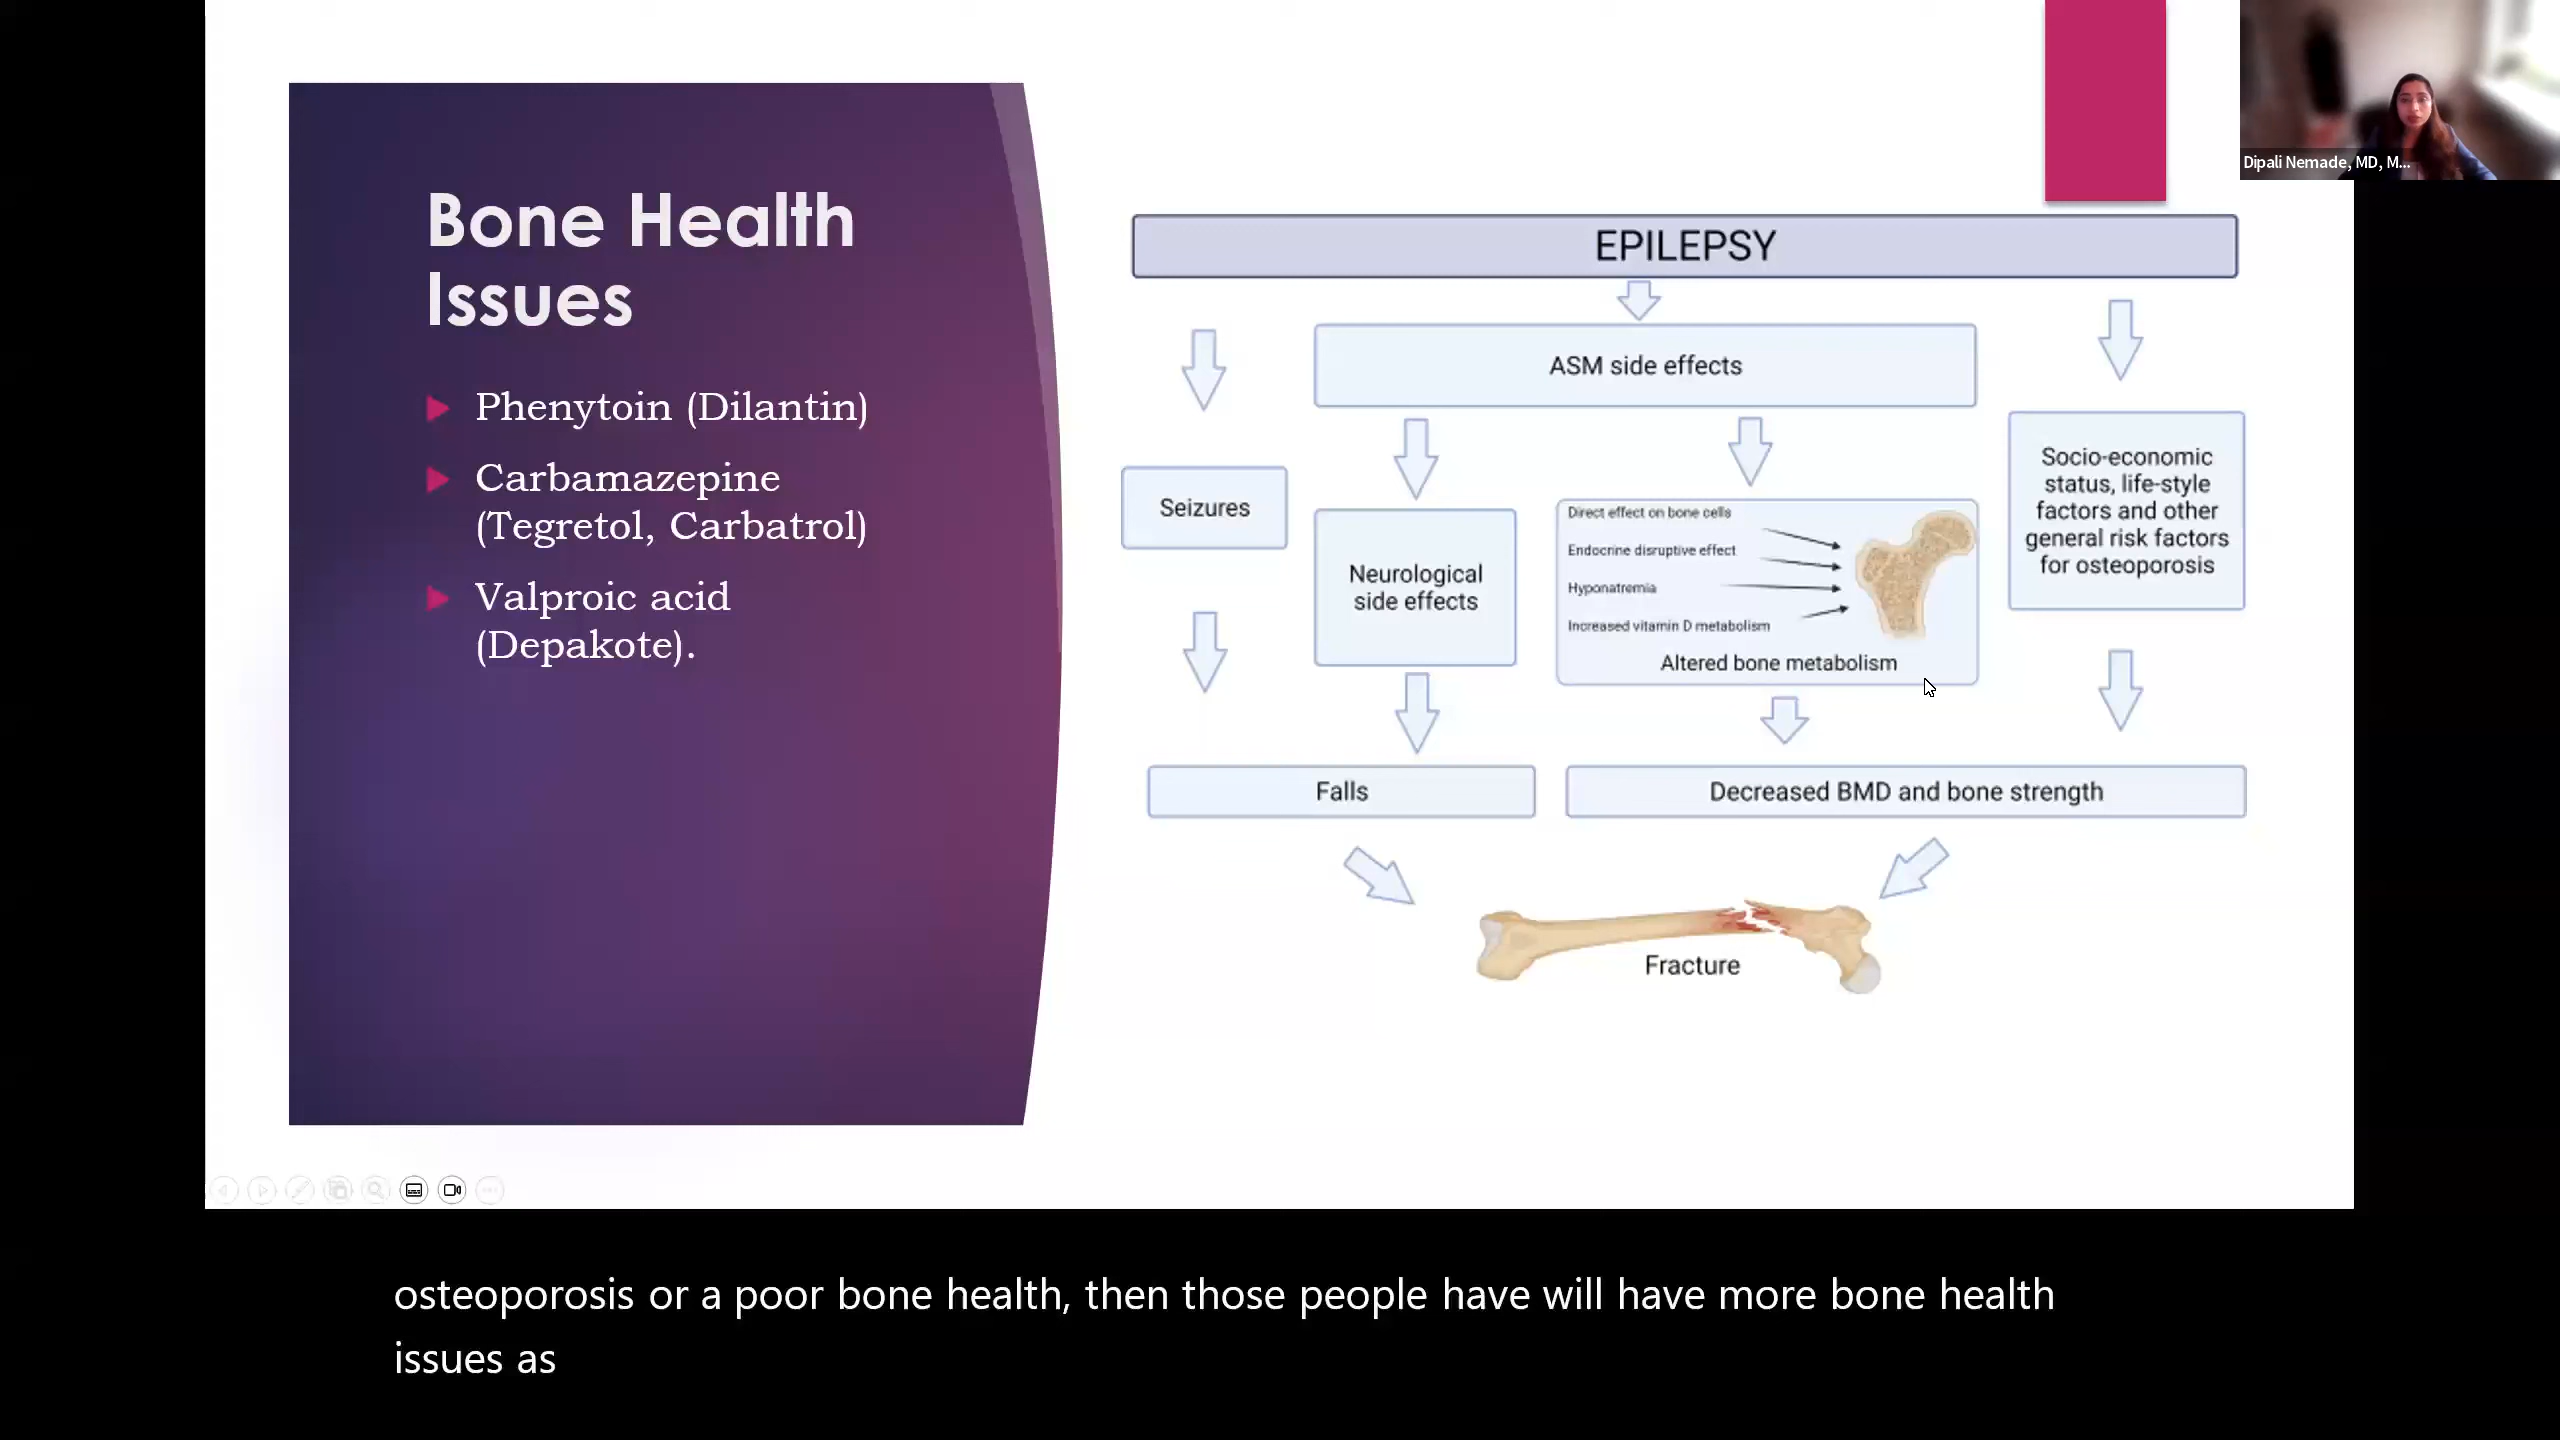 Bone Health
Issues
Phenytoin (Dilantin)
Carbamazepine
(Tegretol, Carbatrol)
Valproic acid
(Depakote).
EPILEPSY
ASM side effects
Seizures
Neurological
side effects
Direct effect on bone cells
Endocrine disruptive effect
Hyponatremia
Increased vitamin D metabolism
Altered bone metabolism
Socio-economic
status, life-style
factors and other
general risk factors
for osteoporosis
Falls
Decreased BMD and bone strength
Fracture
Dipali Nemade, MD, M...
osteoporosis or a poor bone health, then those people have will have more bone health
issues as